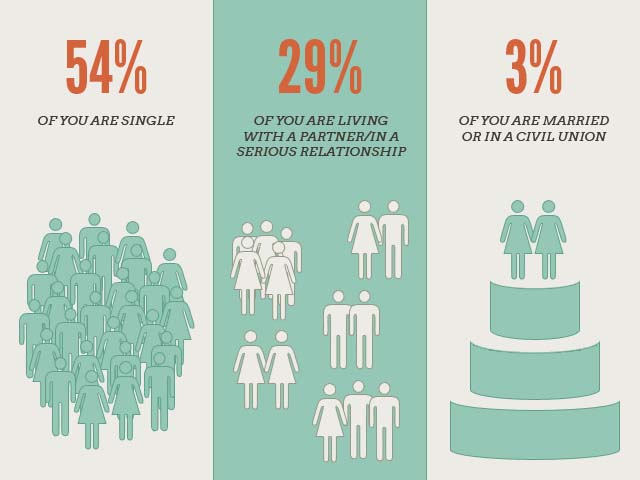 54%
OF YOU ARE SINGLE
29%
OF YOU ARE LIVING
WITH A PARTNER/IN A
SERIOUS RELATIONSHIP
3%
OF YOU ARE MARRIED
OR IN A CIVIL UNION